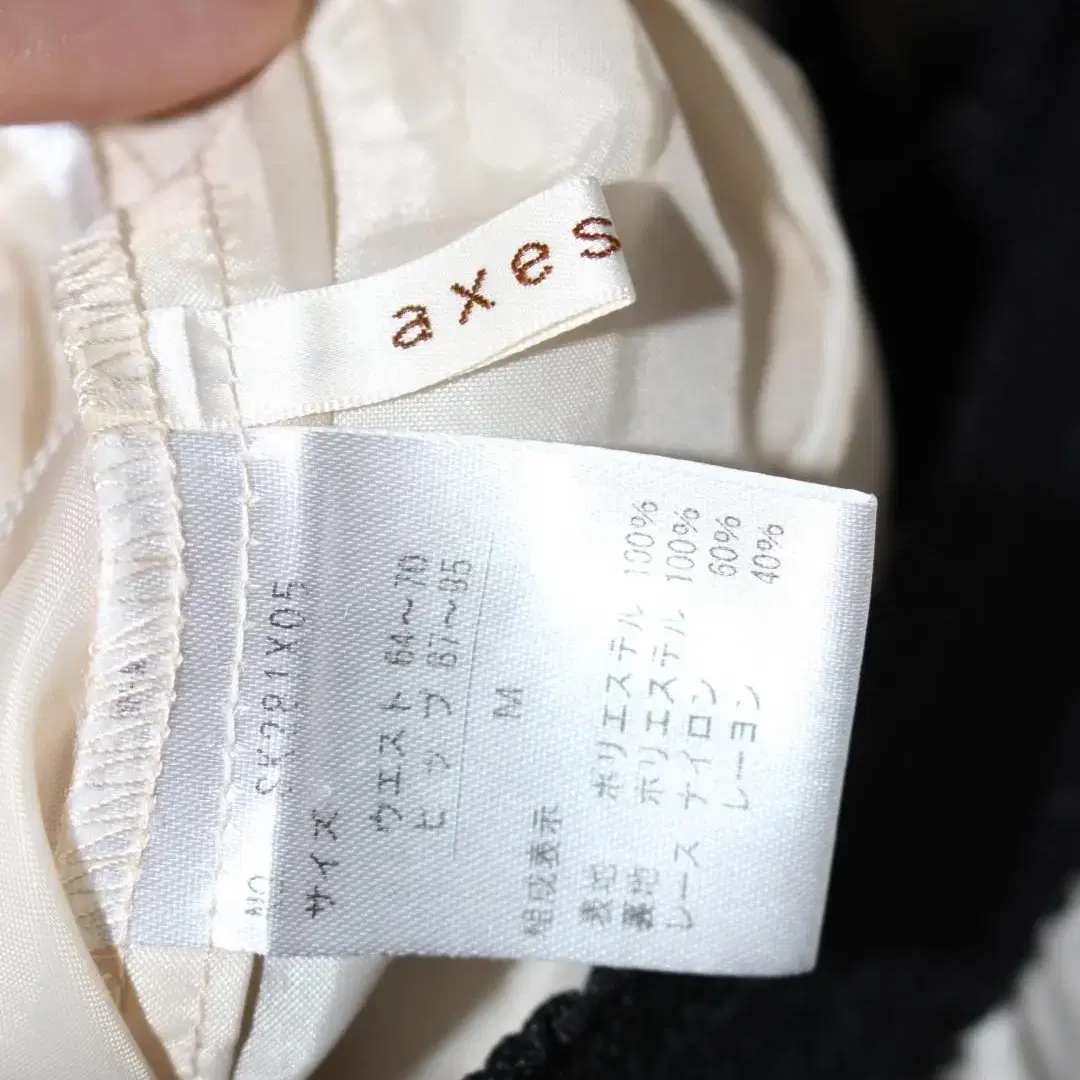 axes
NO. SK281X05
サイズ
ウエスト 64～70
ヒップ 87～95
M
組成表示
表地 ポリエステル 100%
裏地 ポリエステル 100%
レース ナイロン 60%
レーヨン 40%